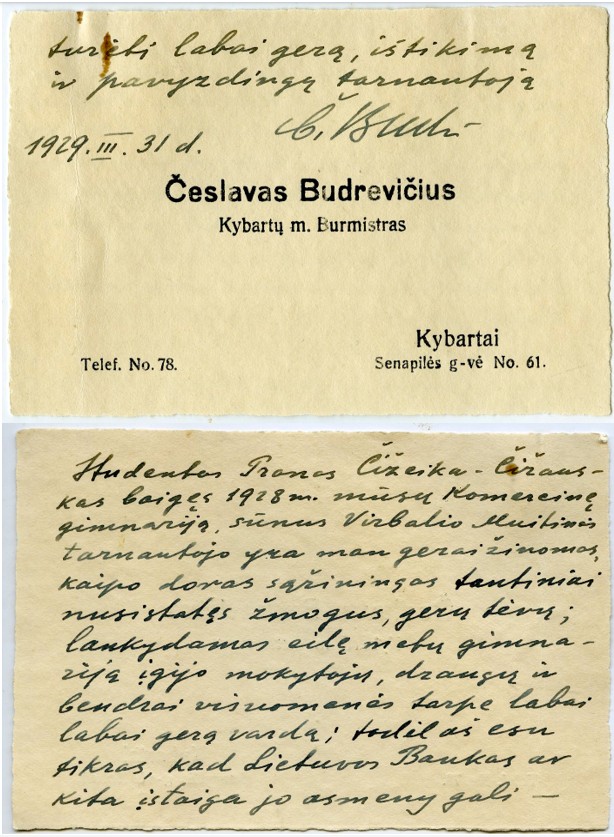 turėti labai gerą, ištikimą
ir pavyzdingą tarnautoją
1929.III.31 d.
Č. Budr
Česlavas Budrevičius
Kybartų m. Burmistras
Kybartai
Telef. No. 78.
Senapilės g-vė No. 61.
Studentas Pranas Čižeika-Čižaus-
kas baigęs 1928 m. mūsų Komercinę
gimnaziją, sūnus Virbalio Muitinės
tarnautojo yra man gerai žinomas,
kaipo doras sąžiningas tautiniai
nusistatęs žmogus, gerų tėvų;
lankydamas eilę metų gimna-
ziją įgijo mokytojų, draugų ir
bendrai visuomenės tarpe labai
labai gerą vardą; todil aš esu
tikras, kad Lietuvos Bankas ar
kita įstaiga jo asmeny gali —